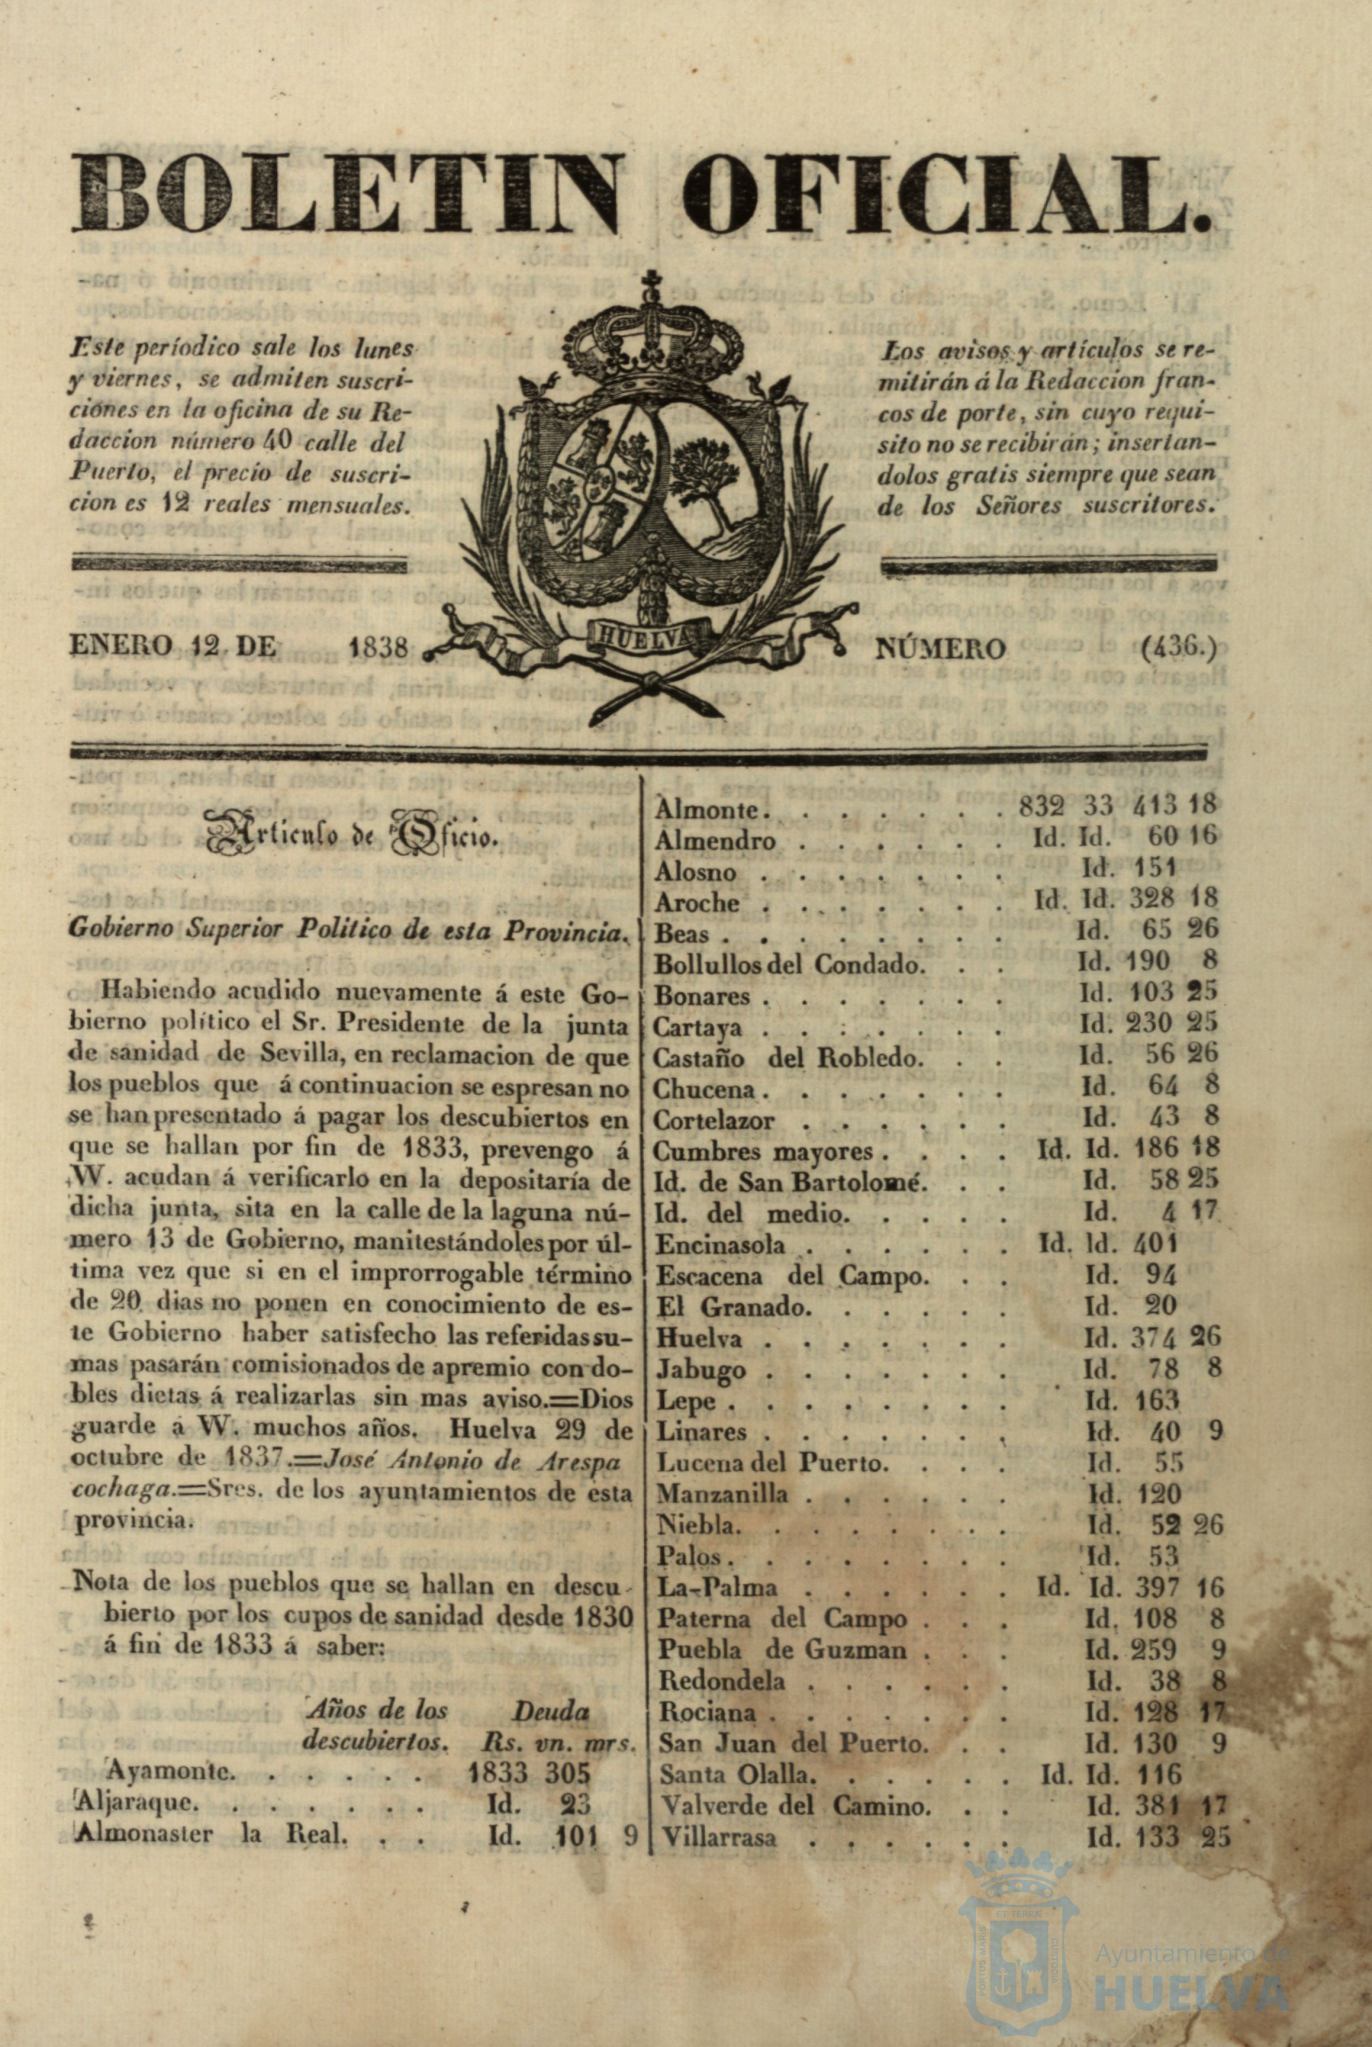 BOLETIN OFICIAL.
Este períodico sale los lunes
y viernes, se admiten suscri-
ciónes en la oficina de su Re-
daccion número 40 calle del
Puerto, el precio de suscri-
cion es 12 reales mensuales.
Los avisos y artículos se re-
mitirán á la Redaccion fran-
cos de porte, sin cuyo requi-
sito no se recibirán; insertan-
dolos gratis siempre que sean
de los Señores suscritores.
HUELVA
ENERO 12 DE 1838
NÚMERO (436.)
Artículo de Oficio.
Gobierno Superior Politico de esta Provincia.
Habiendo acudido nuevamente á este Go-
bierno político el Sr. Presidente de la junta
de sanidad de Sevilla, en reclamacion de que
los pueblos que á continuacion se espresan no
se han presentado á pagar los descubiertos en
que se hallan por fin de 1833, prevengo á
VV. acudan á verificarlo en la depositaría de
dicha junta, sita en la calle de la laguna nú-
mero 13 de Gobierno, manitestándoles por úl-
tima vez que si en el improrrogable término
de 20 dias no ponen en conocimiento de es-
te Gobierno haber satisfecho las referidas su-
mas pasarán comisionados de apremio con do-
bles dietas á realizarlas sin mas aviso.=Dios
guarde á VV. muchos años. Huelva 29 de
octubre de 1837.=José Antonio de Arespa
cochaga.=Sres. de los ayuntamientos de esta
provincia.
Nota de los pueblos que se hallan en descu
bierto por los cupos de sanidad desde 1830
á fin de 1833 á saber:
Años de los Deuda
descubiertos. Rs. vn. mrs.
Ayamonte. . . . . . 1833 305
Aljaraque. . . . . . . Id. 23
Almonaster la Real. . . Id. 101 9
Almonte. . . . . . . . 832 33 413 18
Almendro . . . . . . Id. Id. 60 16
Alosno . . . . . . . Id. 151
Aroche . . . . . . . Id. Id. 328 18
Beas . . . . . . . . Id. 65 26
Bollullos del Condado. . . Id. 190 8
Bonares . . . . . . . Id. 103 25
Cartaya . . . . . . . Id. 230 25
Castaño del Robledo. . . Id. 56 26
Chucena . . . . . . . Id. 64 8
Cortelazor . . . . . . Id. 43 8
Cumbres mayores . . . . Id. Id. 186 18
Id. de San Bartolomé. . . Id. 58 25
Id. del medio. . . . . Id. 4 17
Encinasola . . . . . . Id. Id. 401
Escacena del Campo. . . Id. 94
El Granado. . . . . . Id. 20
Huelva . . . . . . . Id. 374 26
Jabugo . . . . . . . Id. 78 8
Lepe . . . . . . . . Id. 163
Linares . . . . . . . Id. 40 9
Lucena del Puerto. . . . Id. 55
Manzanilla . . . . . . Id. 120
Niebla. . . . . . . . Id. 52 26
Palos. . . . . . . . Id. 53
La-Palma . . . . . . Id. Id. 397 16
Paterna del Campo . . . Id. 108 8
Puebla de Guzman . . . Id. 259 9
Redondela . . . . . . Id. 38 8
Rociana . . . . . . . Id. 128 17
San Juan del Puerto. . . Id. 130 9
Santa Olalla. . . . . . Id. Id. 116
Valverde del Camino. . . Id. 381 17
Villarrasa . . . . . . Id. 133 25
Ayuntamiento de
HUELVA